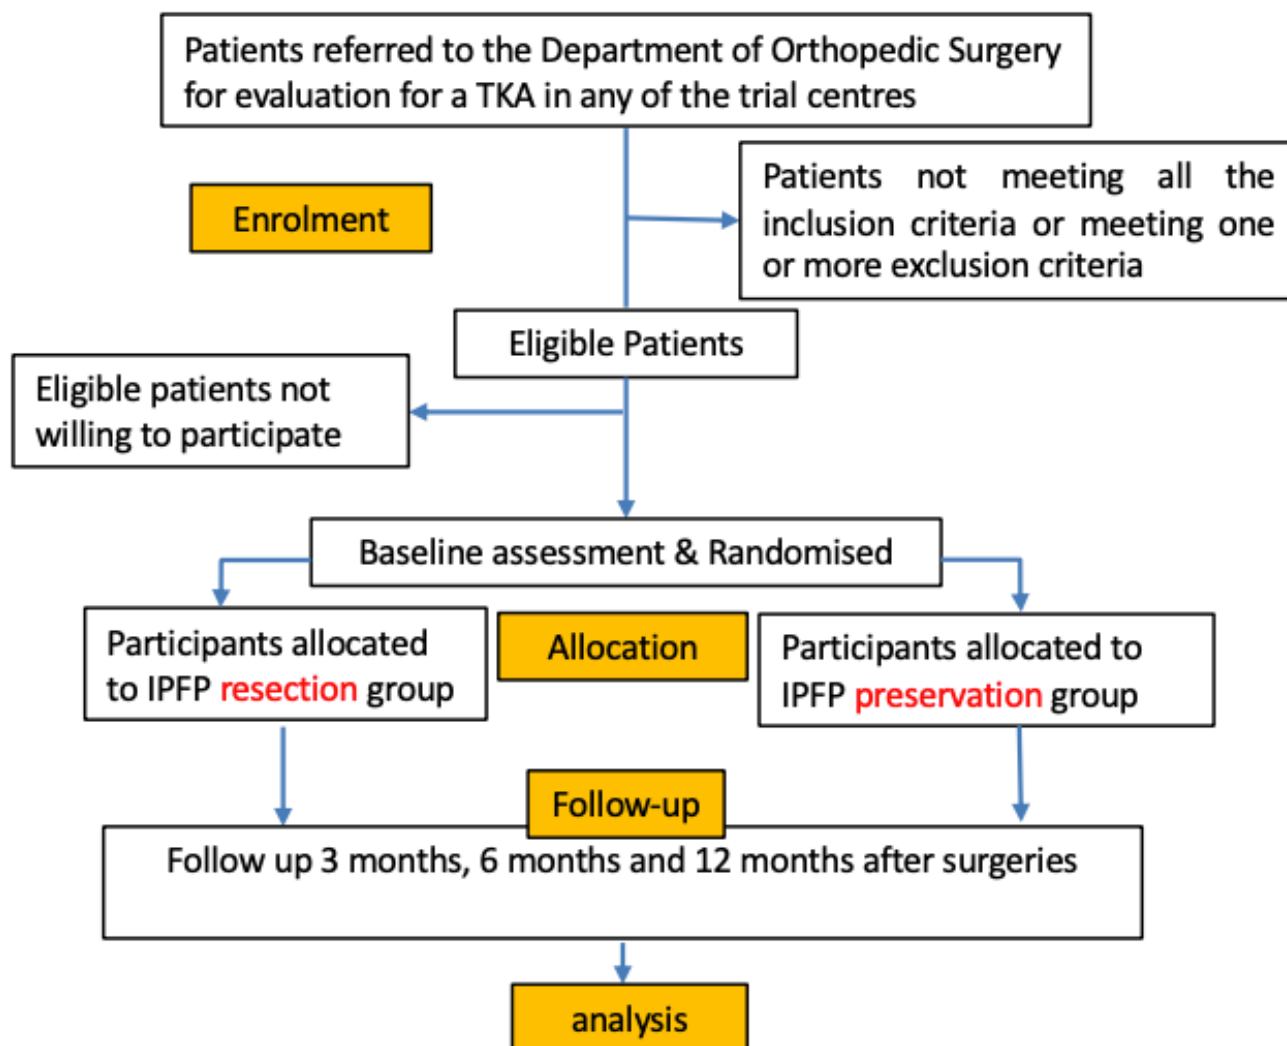 Patients referred to the Department of Orthopedic Surgery
for evaluation for a TKA in any of the trial centres
Enrolment
Patients not meeting all the
inclusion criteria or meeting one
or more exclusion criteria
Eligible Patients
Eligible patients not
willing to participate
Baseline assessment & Randomised
Participants allocated
to IPFP resection group
Allocation
Participants allocated to
IPFP preservation group
Follow-up
Follow up 3 months, 6 months and 12 months after surgeries
analysis